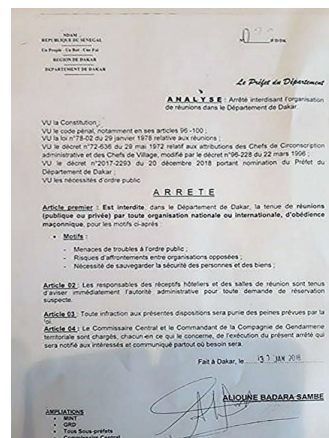 REPUBLIQUE DU SENEGAL
Un Peuple - Un But - Une Foi
REGION DE DAKAR
DEPARTEMENT DE DAKAR
Le Préfet du Département
ANALYSE : Arrêté interdisant l'organisation
de réunions dans le Département de Dakar.
VU la Constitution ;
VU le code pénal, notamment en ses articles 96 -100 ;
VU la loi n°78-02 du 29 janvier 1978 relative aux réunions ;
VU le décret n°72-636 du 29 mai 1972 relatif aux attributions des Chefs de Circonscription
administrative et des Chefs de Village, modifié par le décret n°96-228 du 22 mars 1996 ;
VU le décret n°2017-2293 du 20 décembre 2018 portant nomination du Préfet du
Département de Dakar ;
VU les nécessités d'ordre public
ARRETE
Article premier : Est interdite, dans le Département de Dakar, la tenue de réunions
(publique ou privée) par toute organisation nationale ou internationale, d'obédience
maçonnique, pour les motifs ci-après :
• Motifs :
- Menaces de troubles à l'ordre public ;
- Risques d'affrontements entre organisations opposées ;
- Nécessité de sauvegarder la sécurité des personnes et des biens ;
Article 02 : Les responsables des réceptifs hôteliers et des salles de réunion sont tenus
d'aviser immédiatement l'autorité administrative pour toute demande de réservation
suspecte.
Article 03 : Toute infraction aux présentes dispositions sera punie des peines prévues par la
loi.
Article 04 : Le Commissaire Central et le Commandant de la Compagnie de Gendarmerie
territoriale sont chargés, chacun en ce qui le concerne, de l'exécution du présent arrêté qui
sera notifié aux intéressés et communiqué partout où besoin sera.
Fait à Dakar, le JAN 2018
ALIOUNE BADARA SAMBE
AMPLIATIONS
• MINT
• GRD
• Tous Sous-préfets
• Commissaire Central